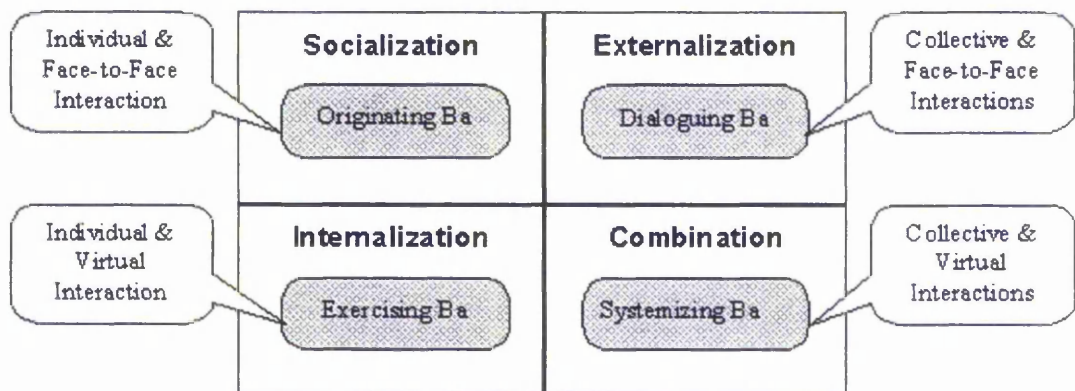 Individual &
Face-to-Face
Interaction
Socialization
Originating Ba
Externalization
Dialoguing Ba
Collective &
Face-to-Face
Interactions
Individual &
Virtual
Interaction
Internalization
Exercising Ba
Combination
Systemizing Ba
Collective &
Virtual
Interactions